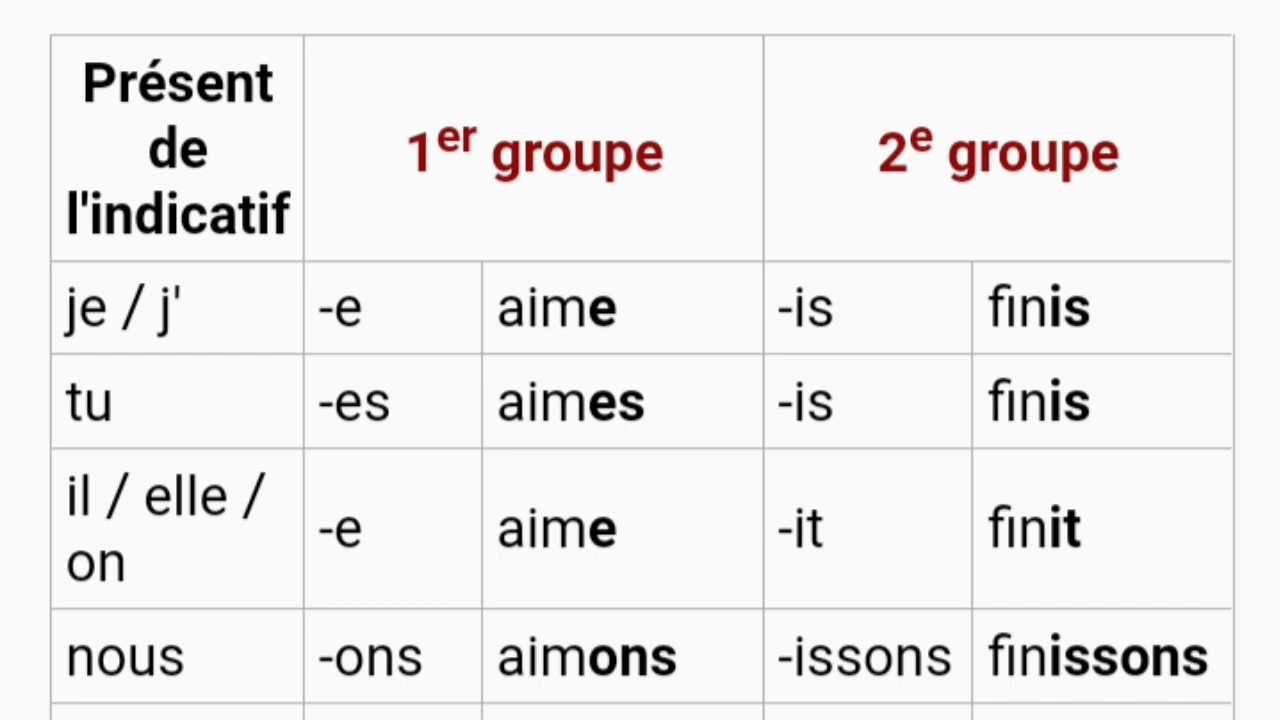 Présent de l'indicatif 1er groupe 2e groupe
je / j' -e aime -is finis
tu -es aimes -is finis
il / elle / on -e aime -it finit
nous -ons aimons -issons finissons